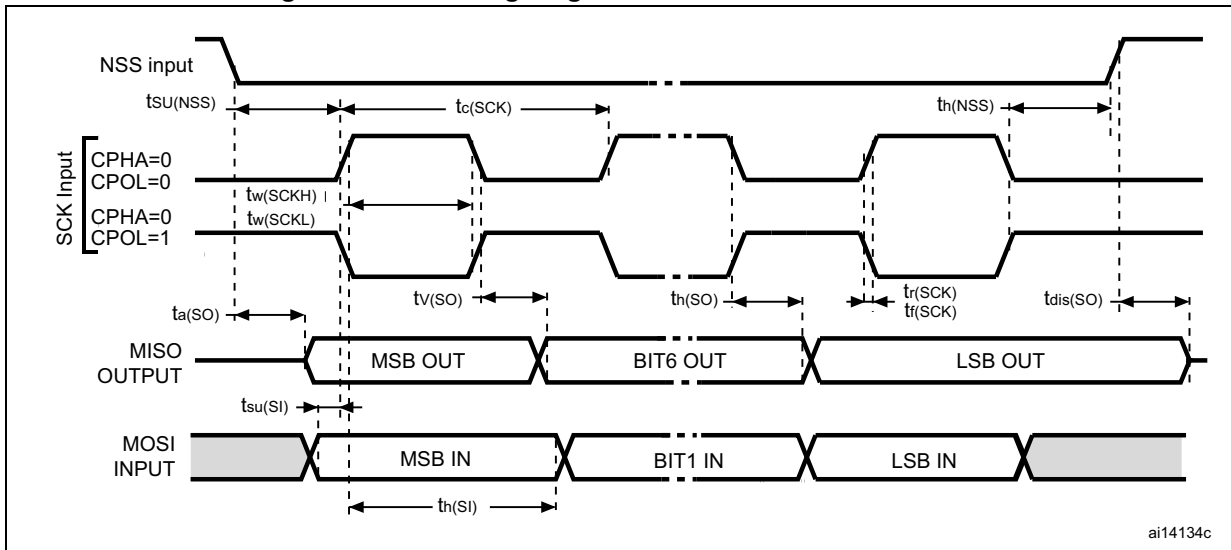 NSS input
tSU(NSS)
tc(SCK)
th(NSS)
SCK Input
CPHA=0
CPOL=0
tw(SCKH)
CPHA=0
tw(SCKL)
CPOL=1
tV(SO)
th(SO)
tr(SCK)
tf(SCK)
tdis(SO)
ta(SO)
MISO
OUTPUT
MSB OUT
BIT6 OUT
LSB OUT
tsu(SI)
MOSI
INPUT
MSB IN
BIT1 IN
LSB IN
th(SI)
ai14134c